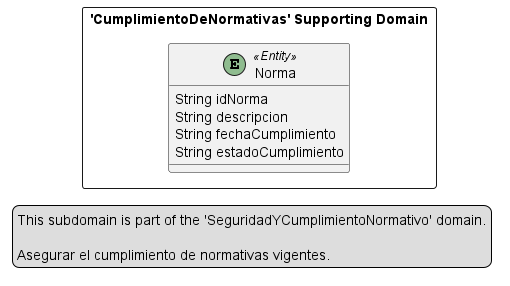 'CumplimientoDeNormativas' Supporting Domain
E
«Entity»
Norma
String idNorma
String descripcion
String fechaCumplimiento
String estadoCumplimiento
This subdomain is part of the 'SeguridadYCumplimientoNormativo' domain.
Asegurar el cumplimiento de normativas vigentes.